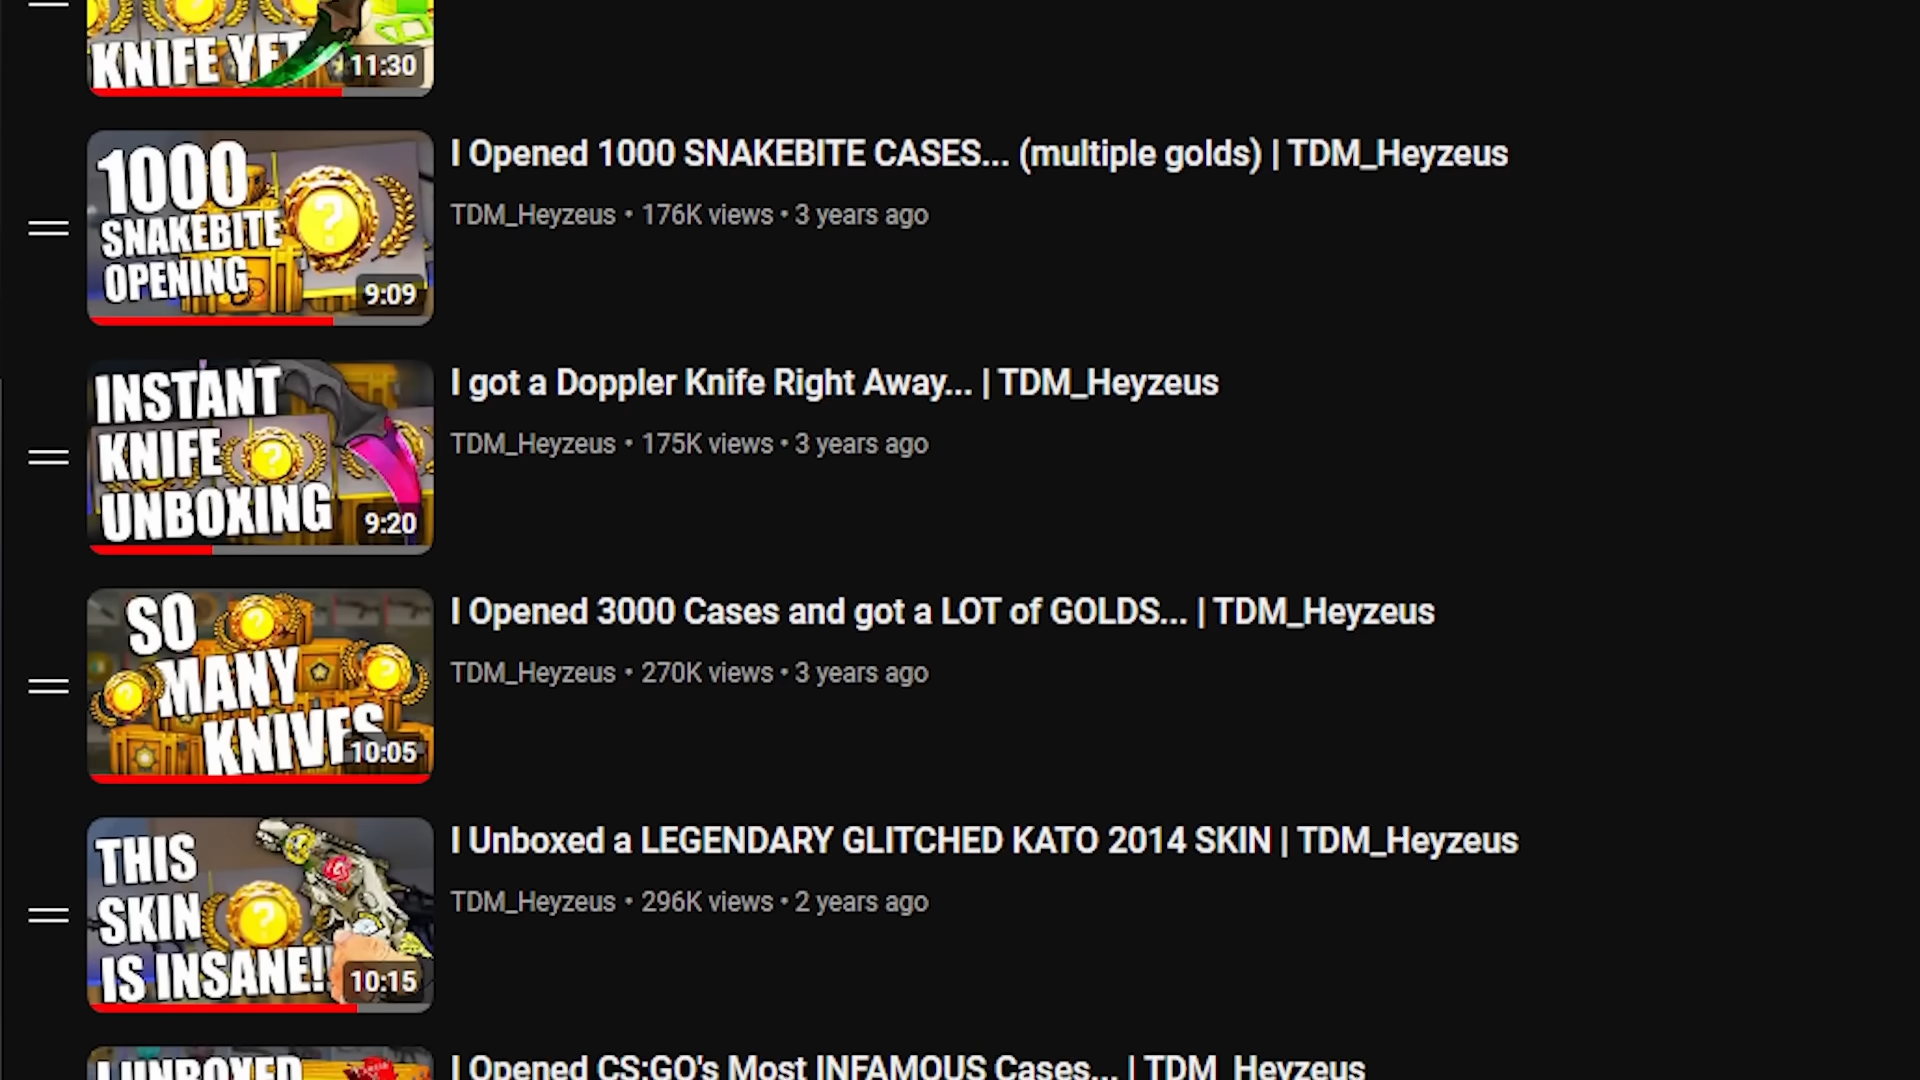 KNIFE YET
11:30
1000
SNAKEBITE
OPENING
9:09
I Opened 1000 SNAKEBITE CASES... (multiple golds) | TDM_Heyzeus
TDM_Heyzeus • 176K views • 3 years ago
INSTANT
KNIFE
UNBOXING
9:20
I got a Doppler Knife Right Away... | TDM_Heyzeus
TDM_Heyzeus • 175K views • 3 years ago
SO
MANY
KNIVES
10:05
I Opened 3000 Cases and got a LOT of GOLDS... | TDM_Heyzeus
TDM_Heyzeus • 270K views • 3 years ago
THIS
SKIN
IS INSANE!!
10:15
I Unboxed a LEGENDARY GLITCHED KATO 2014 SKIN | TDM_Heyzeus
TDM_Heyzeus • 296K views • 2 years ago
I UNBOXED
I Opened CS:GO's Most INFAMOUS Cases... | TDM_Heyzeus